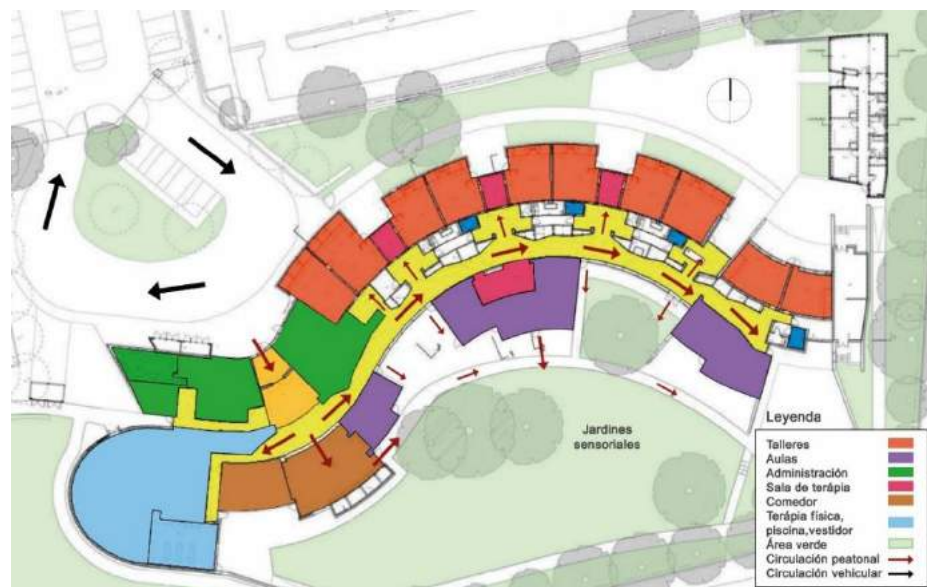 Jardines
sensoriales
Leyenda
Talleres
Aulas
Administración
Sala de terápia
Comedor
Terápia física,
piscina,vestidor
Área verde
Circulación peatonal
Circulación vehicular